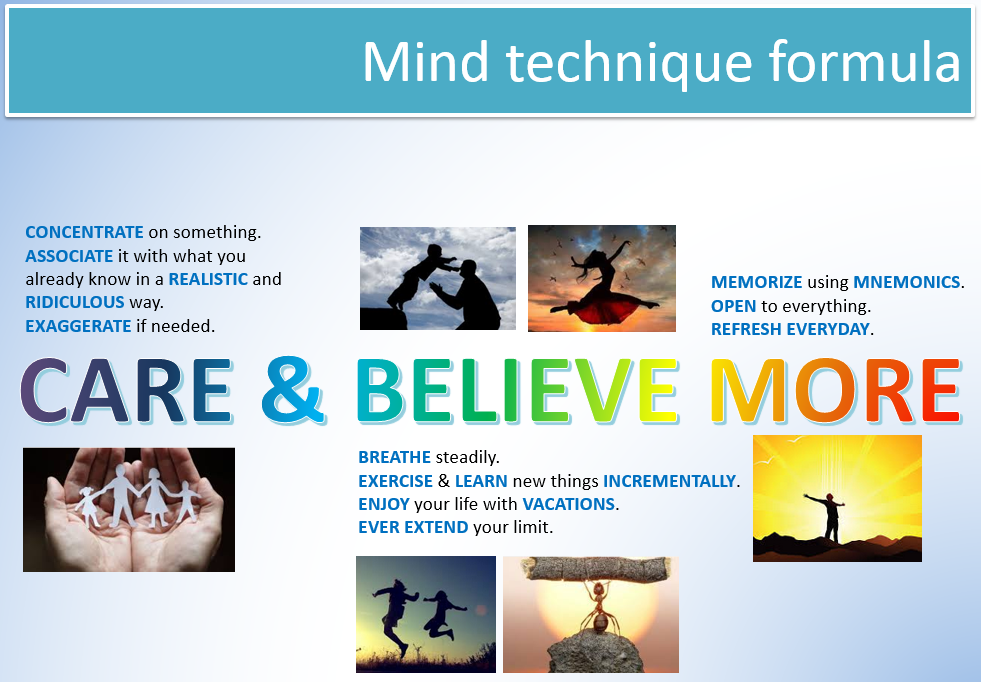 Mind technique formula
CONCENTRATE on something.
ASSOCIATE it with what you
already know in a REALISTIC and
RIDICULOUS way.
EXAGGERATE if needed.
MEMORIZE using MNEMONICS.
OPEN to everything.
REFRESH EVERYDAY.
CARE & BELIEVE MORE
BREATHE steadily.
EXERCISE & LEARN new things INCREMENTALLY.
ENJOY your life with VACATIONS.
EVER EXTEND your limit.